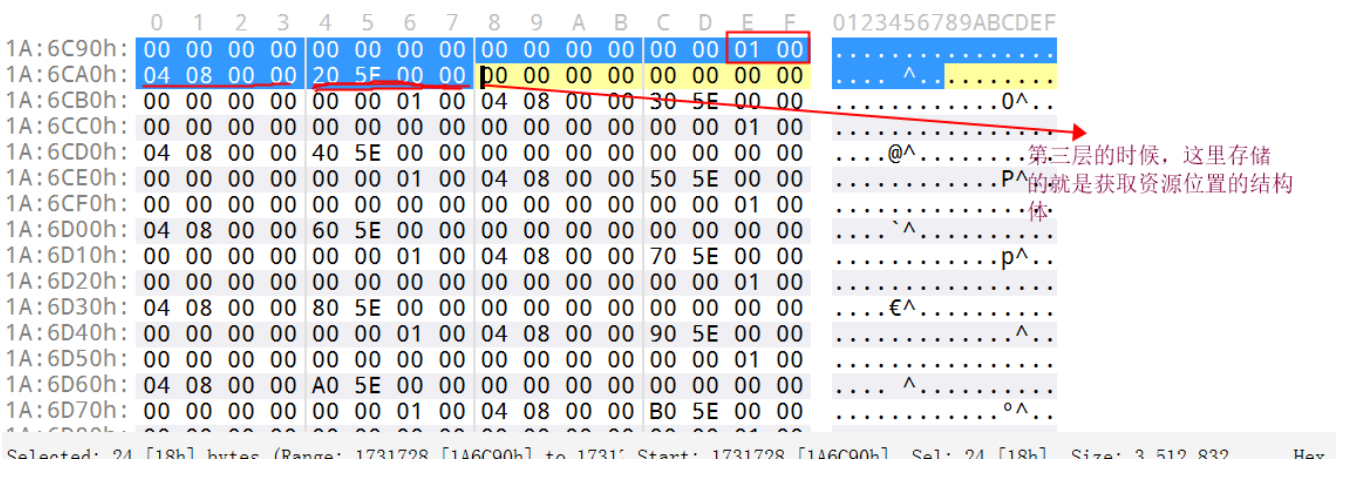 0 1 2 3 4 5 6 7 8 9 A B C D E F 0123456789ABCDEF
1A:6C90h: 00 00 00 00 00 00 00 00 00 00 00 00 00 00 01 00 ................
1A:6CA0h: 04 08 00 00 20 5E 00 00 00 00 00 00 00 00 00 00 .... ^..........
1A:6CB0h: 00 00 00 00 00 00 01 00 04 08 00 00 30 5E 00 00 ............0^..
1A:6CC0h: 00 00 00 00 00 00 00 00 00 00 00 00 00 00 01 00 ................
1A:6CD0h: 04 08 00 00 40 5E 00 00 00 00 00 00 00 00 00 00 ....@^..........
1A:6CE0h: 00 00 00 00 00 00 01 00 04 08 00 00 50 5E 00 00 ............P^..
1A:6CF0h: 00 00 00 00 00 00 00 00 00 00 00 00 00 00 01 00 ................
1A:6D00h: 04 08 00 00 60 5E 00 00 00 00 00 00 00 00 00 00 ....`^..........
1A:6D10h: 00 00 00 00 00 00 01 00 04 08 00 00 70 5E 00 00 ............p^..
1A:6D20h: 00 00 00 00 00 00 00 00 00 00 00 00 00 00 01 00 ................
1A:6D30h: 04 08 00 00 80 5E 00 00 00 00 00 00 00 00 00 00 ....€^..........
1A:6D40h: 00 00 00 00 00 00 01 00 04 08 00 00 90 5E 00 00 ............ ^..
1A:6D50h: 00 00 00 00 00 00 00 00 00 00 00 00 00 00 01 00 ................
1A:6D60h: 04 08 00 00 A0 5E 00 00 00 00 00 00 00 00 00 00 .... ^..........
1A:6D70h: 00 00 00 00 00 00 01 00 04 08 00 00 B0 5E 00 00 ............°^..
第三层的时候，这里存储
的就是获取资源位置的结构
体
Selected: 24 [18h] bytes (Range: 1731728 [1A6C90h] to 1731 Start: 1731728 [1A6C90h] Sel: 24 [18h] Size: 3,512,832 Hex